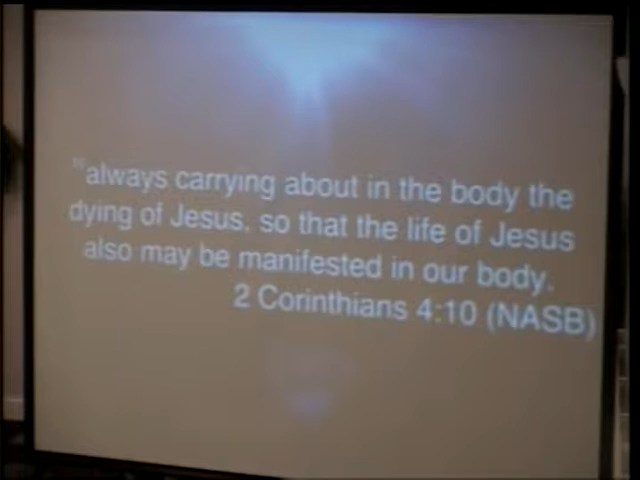 "always carrying about in the body the
dying of Jesus, so that the life of Jesus
also may be manifested in our body.
2 Corinthians 4:10 (NASB)